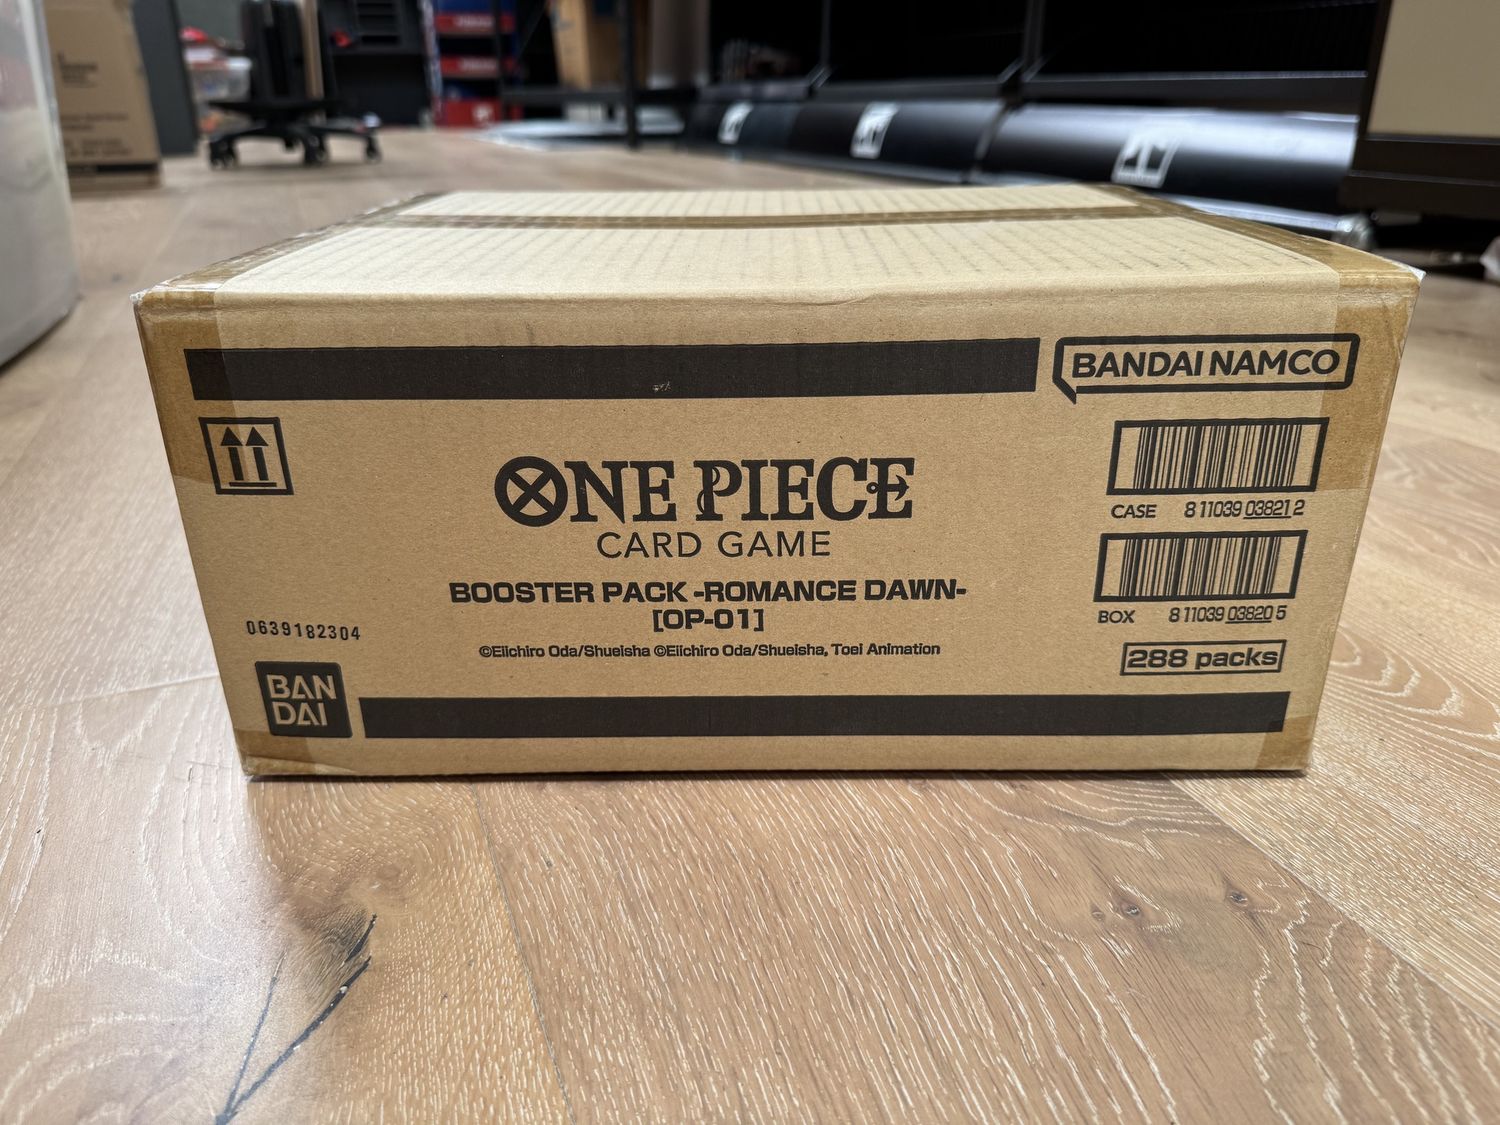 BANDAI NAMCO
ONE PIECE
CARD GAME
BOOSTER PACK -ROMANCE DAWN-
[OP-01]
©Eiichiro Oda/Shueisha ©Eiichiro Oda/Shueisha, Toei Animation
0639182304
BAN
DAI
CASE 8 11039 03821 2
BOX 8 11039 03820 5
288 packs